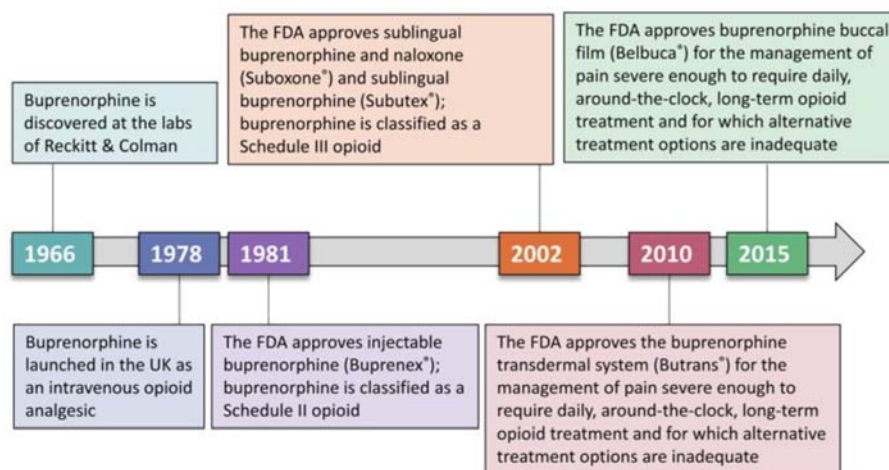 The FDA approves sublingual
buprenorphine and naloxone
(Suboxone®) and sublingual
buprenorphine (Subutex®);
buprenorphine is classified as a
Schedule III opioid
The FDA approves buprenorphine buccal
film (Belbuca®) for the management of
pain severe enough to require daily,
around-the-clock, long-term opioid
treatment and for which alternative
treatment options are inadequate
Buprenorphine is
discovered at the labs
of Reckitt & Colman
1966
1978
1981
2002
2010
2015
Buprenorphine is
launched in the UK as
an intravenous opioid
analgesic
The FDA approves injectable
buprenorphine (Buprenex®);
buprenorphine is classified as a
Schedule II opioid
The FDA approves the buprenorphine
transdermal system (Butrans®) for the
management of pain severe enough to
require daily, around-the-clock, long-term
opioid treatment and for which alternative
treatment options are inadequate